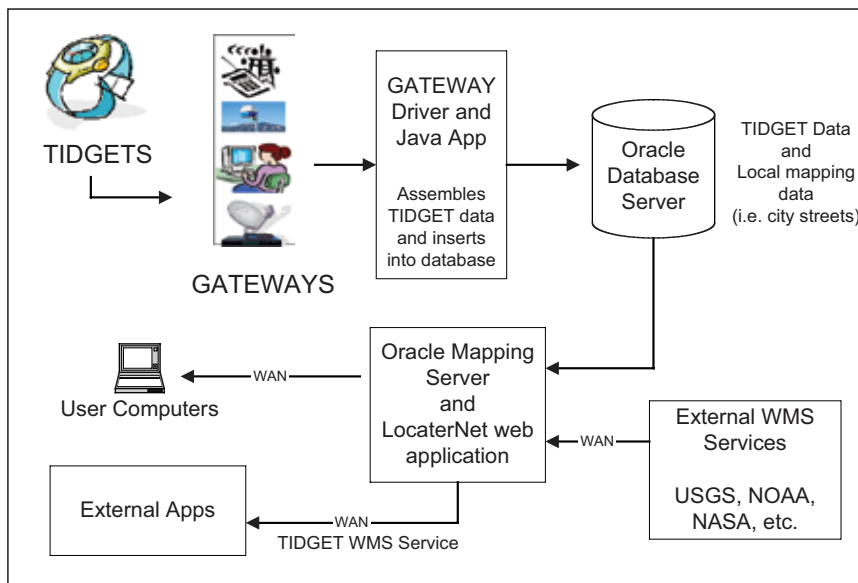 TIDGETS
GATEWAYS
GATEWAY
Driver and
Java App
Assembles
TIDGET data
and inserts
into database
Oracle
Database
Server
TIDGET Data
and
Local mapping
data
(i.e. city streets)
User Computers
WAN
Oracle Mapping
Server
and
LocaterNet web
application
WAN
External WMS
Services
USGS, NOAA,
NASA, etc.
External Apps
WAN
TIDGET WMS Service